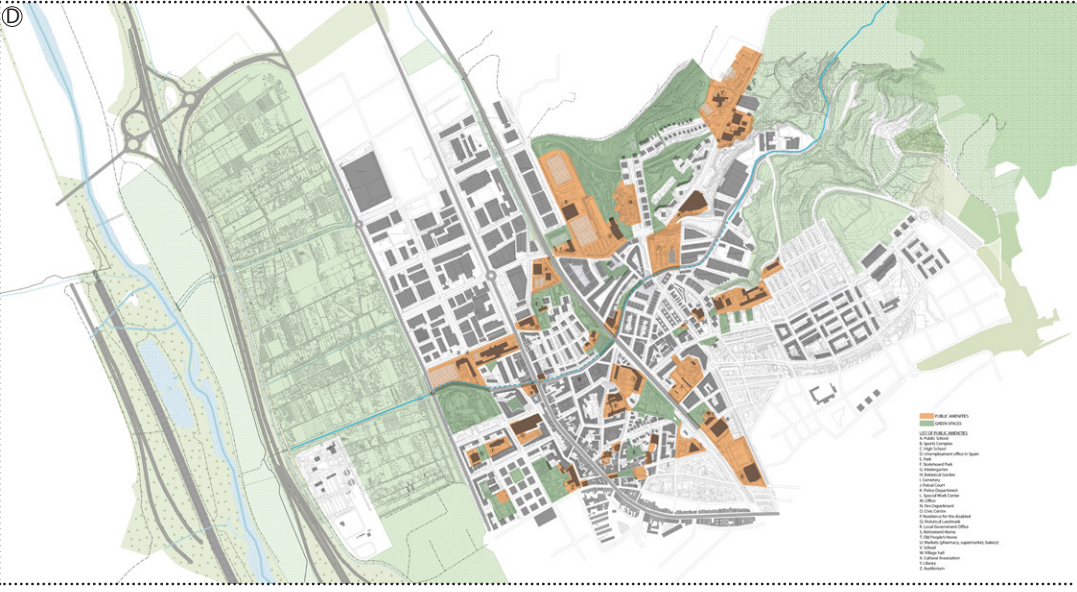 D
PUBLIC AMENITIES
GREEN SPACES
LIST OF PUBLIC AMENITIES
A. Public School
B. Sports Complex
C. High School
D. Unemployment office in Spain
E. Park
F. Skateboard Park
G. Kindergarten
H. Botanical Garden
I. Cemetery
J. Futsal Court
K. Police Department
L. Special Work Center
M. Office
N. Fire Department
O. Civic Centre
P. Residence for the disabled
Q. Historical Landmark
R. Local Government Office
S. Retirement Home
T. Old People's Home
U. Markets (pharmacy, supermarket, bakery)
V. School
W. Village hall
X. Cultural Association
Y. Library
Z. Auditorium